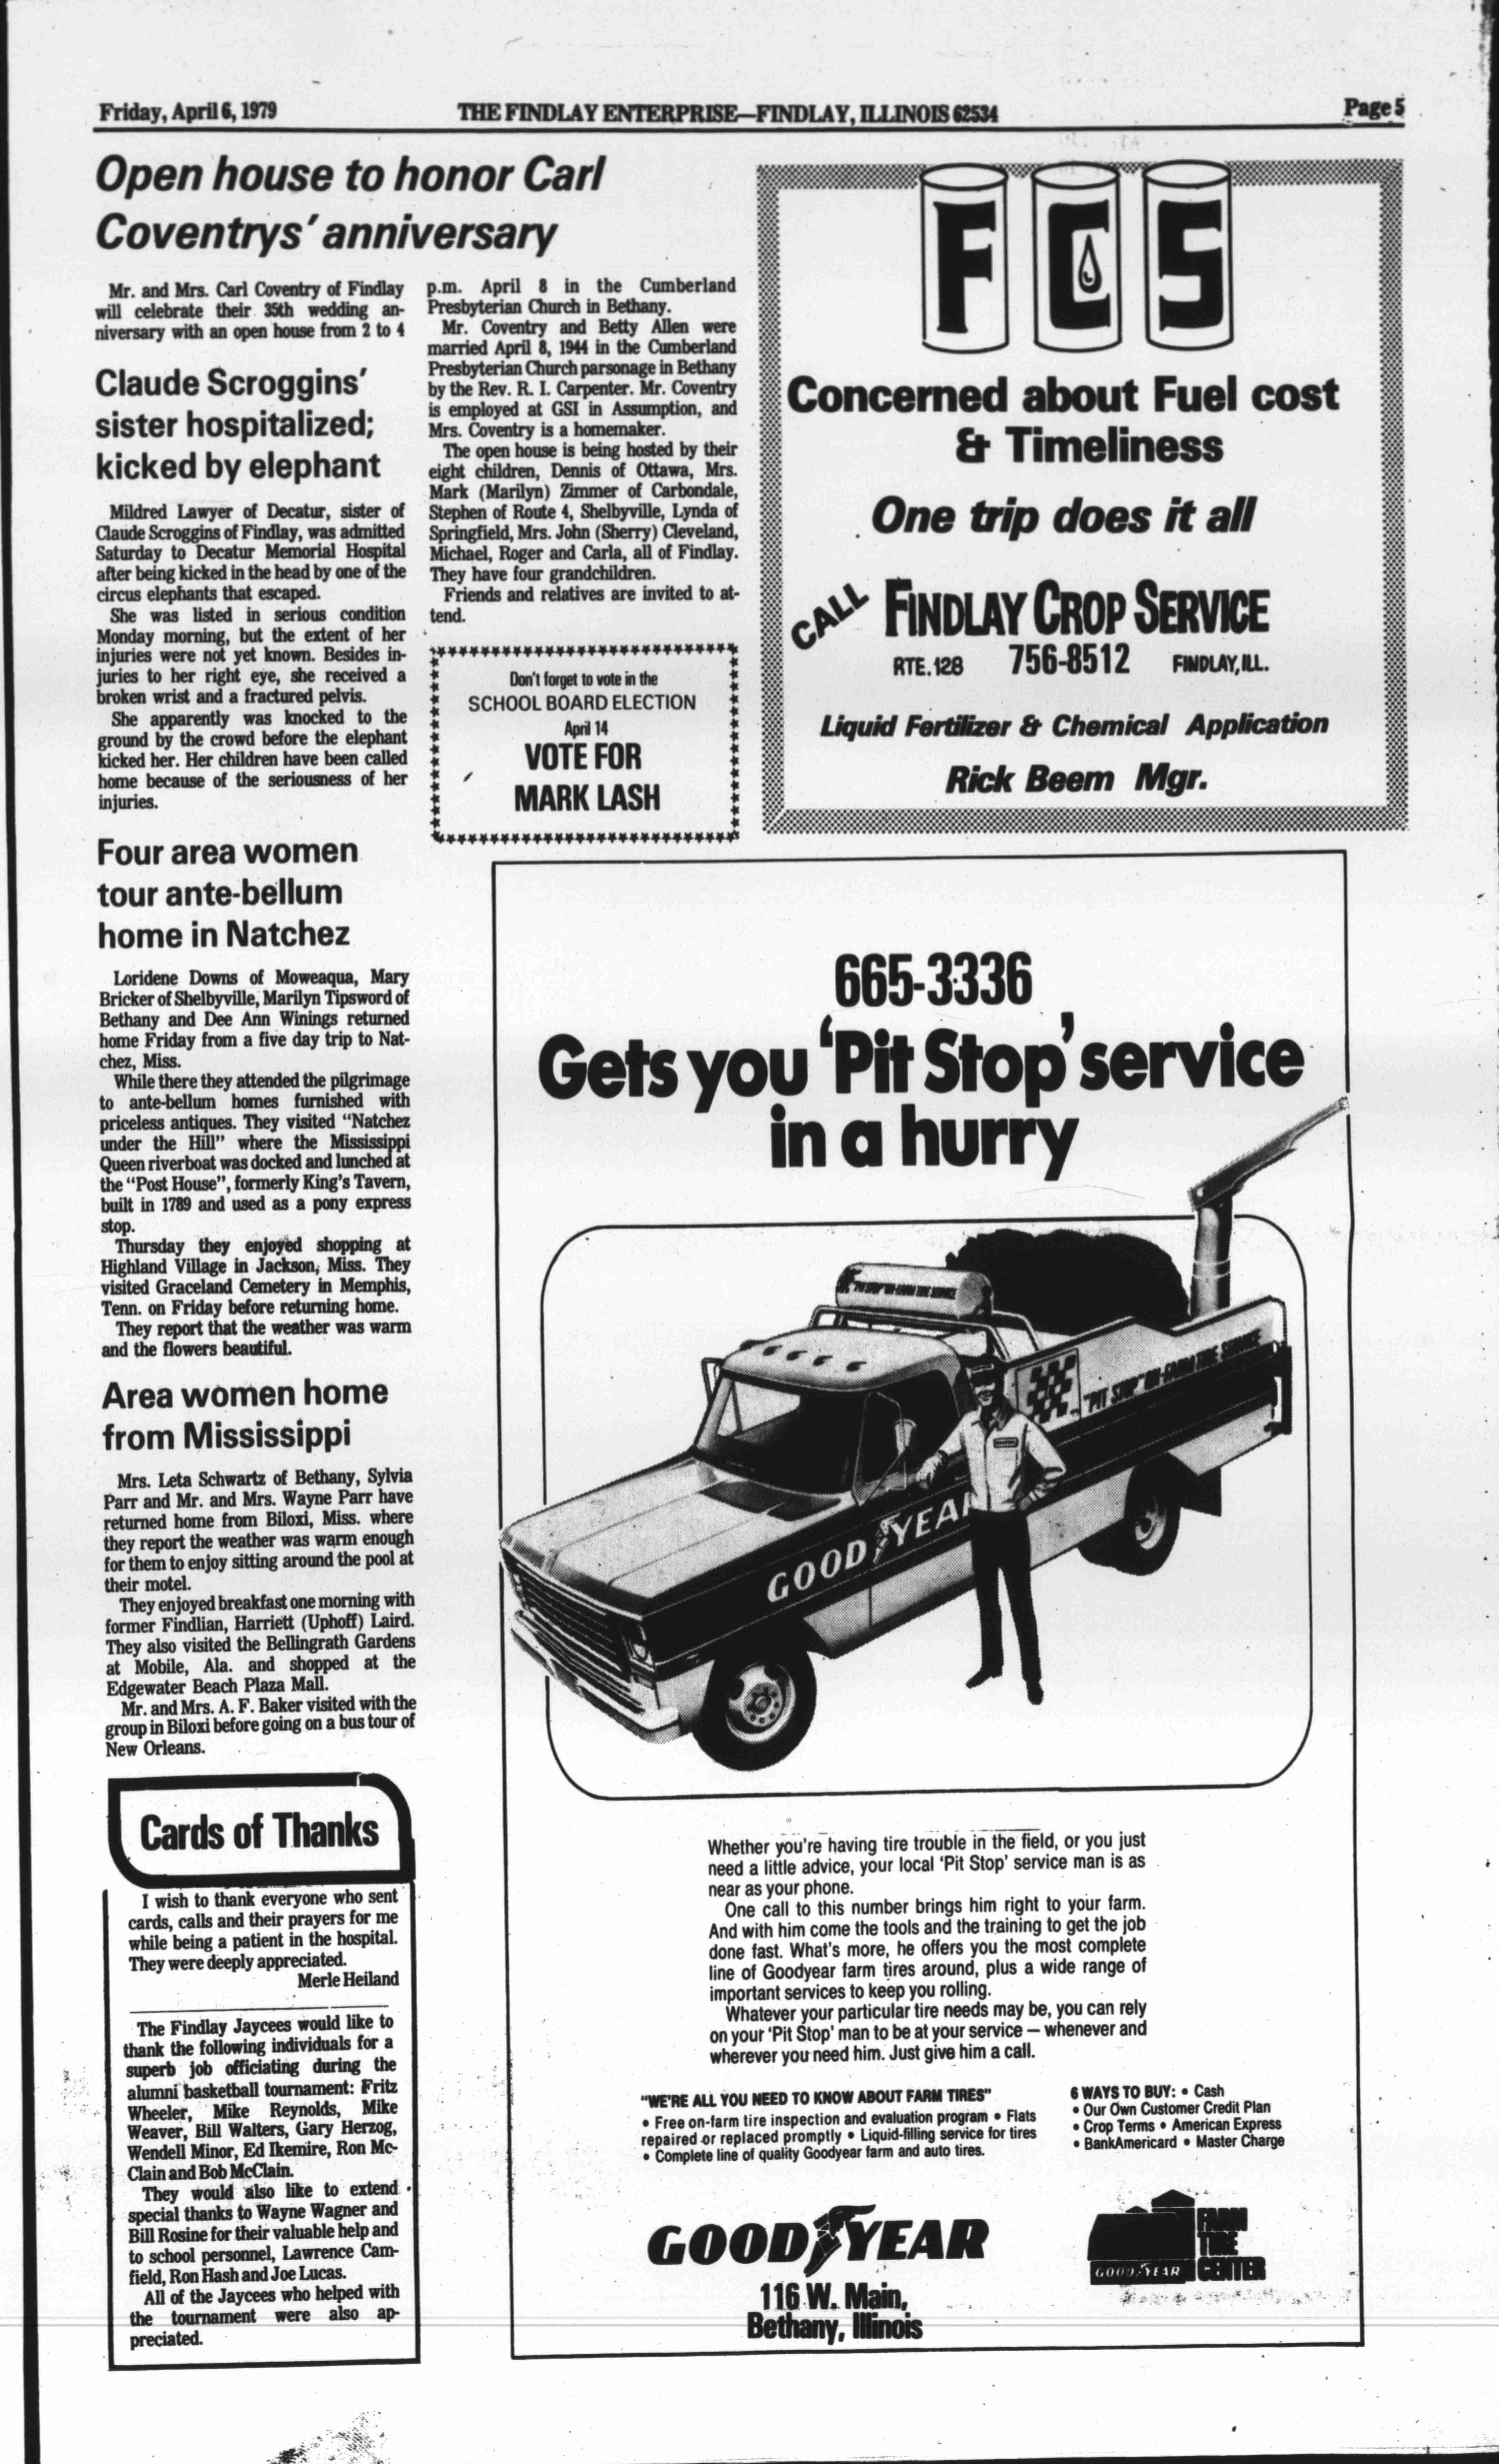 Friday, April 6, 1979
THE FINDLAY ENTERPRISE—FINDLAY, ILLINOIS 62534
Page 5
Open house to honor Carl
Coventrys' anniversary
Mr. and Mrs. Carl Coventry of Findlay
will celebrate their 35th wedding an-
niversary with an open house from 2 to 4
p.m. April 8 in the Cumberland
Presbyterian Church in Bethany.
Mr. Coventry and Betty Allen were
married April 8, 1944 in the Cumberland
Presbyterian Church parsonage in Bethany
by the Rev. R. I. Carpenter. Mr. Coventry
is employed at GSI in Assumption, and
Mrs. Coventry is a homemaker.
The open house is being hosted by their
eight children, Dennis of Ottawa, Mrs.
Mark (Marilyn) Zimmer of Carbondale,
Stephen of Route 4, Shelbyville, Lynda of
Springfield, Mrs. John (Sherry) Cleveland,
Michael, Roger and Carla, all of Findlay.
They have four grandchildren.
Friends and relatives are invited to at-
tend.
Claude Scroggins'
sister hospitalized;
kicked by elephant
Mildred Lawyer of Decatur, sister of
Claude Scroggins of Findlay, was admitted
Saturday to Decatur Memorial Hospital
after being kicked in the head by one of the
circus elephants that escaped.
She was listed in serious condition
Monday morning, but the extent of her
injuries were not yet known. Besides in-
juries to her right eye, she received a
broken wrist and a fractured pelvis.
She apparently was knocked to the
ground by the crowd before the elephant
kicked her. Her children have been called
home because of the seriousness of her
injuries.
Four area women
tour ante-bellum
home in Natchez
Loridene Downs of Moweaqua, Mary
Bricker of Shelbyville, Marilyn Tipsword of
Bethany and Dee Ann Winings returned
home Friday from a five day trip to Nat-
chez, Miss.
While there they attended the pilgrimage
to ante-bellum homes furnished with
priceless antiques. They visited "Natchez
under the Hill" where the Mississippi
Queen riverboat was docked and lunched at
the "Post House", formerly King's Tavern,
built in 1789 and used as a pony express
stop.
Thursday they enjoyed shopping at
Highland Village in Jackson, Miss. They
visited Graceland Cemetery in Memphis,
Tenn. on Friday before returning home.
They report that the weather was warm
and the flowers beautiful.
Area women home
from Mississippi
Mrs. Leta Schwartz of Bethany, Sylvia
Parr and Mr. and Mrs. Wayne Parr have
returned home from Biloxi, Miss. where
they report the weather was warm enough
for them to enjoy sitting around the pool at
their motel.
They enjoyed breakfast one morning with
former Findlian, Harriett (Uphoff) Laird.
They also visited the Bellingrath Gardens
at Mobile, Ala. and shopped at the
Edgewater Beach Plaza Mall.
Mr. and Mrs. A. F. Baker visited with the
group in Biloxi before going on a bus tour of
New Orleans.
Cards of Thanks
I wish to thank everyone who sent
cards, calls and their prayers for me
while being a patient in the hospital.
They were deeply appreciated.
Merle Heiland
The Findlay Jaycees would like to
thank the following individuals for a
superb job officiating during the
alumni basketball tournament: Fritz
Wheeler, Mike Reynolds, Mike
Weaver, Bill Walters, Gary Herzog,
Wendell Minor, Ed Ikemire, Ron Mc-
Clain and Bob McClain.
They would also like to extend
special thanks to Wayne Wagner and
Bill Rosine for their valuable help and
to school personnel, Lawrence Cam-
field, Ron Hash and Joe Lucas.
All of the Jaycees who helped with
the tournament were also ap-
preciated.
Don't forget to vote in the
SCHOOL BOARD ELECTION
April 14
VOTE FOR
MARK LASH
FCS
Concerned about Fuel cost
& Timeliness
One trip does it all
CALL FINDLAY CROP SERVICE
RTE. 128 756-8512 FINDLAY, ILL.
Liquid Fertilizer & Chemical Application
Rick Beem Mgr.
665-3336
Gets you 'Pit Stop' service
in a hurry
"PIT STOP" ON-FARM TIRE SERVICE
"PIT STOP" ON-FARM TIRE SERVICE
GOODYEAR
Whether you're having tire trouble in the field, or you just
need a little advice, your local 'Pit Stop' service man is as
near as your phone.
One call to this number brings him right to your farm.
And with him come the tools and the training to get the job
done fast. What's more, he offers you the most complete
line of Goodyear farm tires around, plus a wide range of
important services to keep you rolling.
Whatever your particular tire needs may be, you can rely
on your 'Pit Stop' man to be at your service — whenever and
wherever you need him. Just give him a call.
"WE'RE ALL YOU NEED TO KNOW ABOUT FARM TIRES"
• Free on-farm tire inspection and evaluation program • Flats
repaired or replaced promptly • Liquid-filling service for tires
• Complete line of quality Goodyear farm and auto tires.
6 WAYS TO BUY: • Cash
• Our Own Customer Credit Plan
• Crop Terms • American Express
• BankAmericard • Master Charge
GOODYEAR
116 W. Main,
Bethany, Illinois
GOODYEAR
FARM
TIRE
CENTER